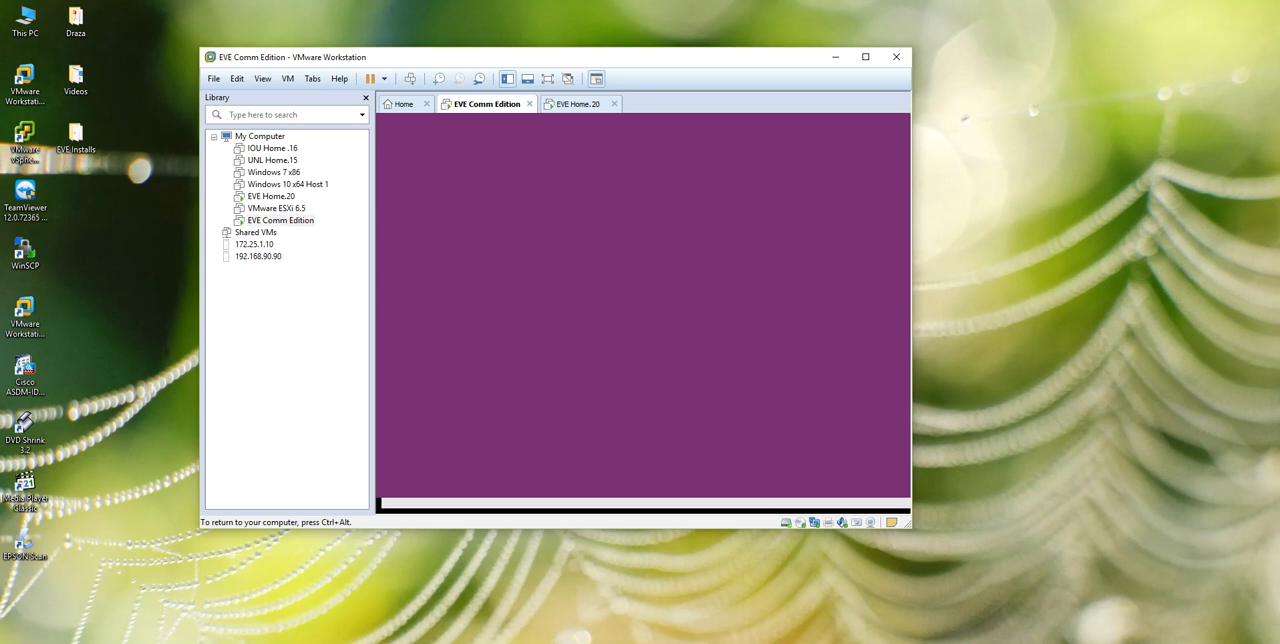 This PC
Draza
VMware
Workstati...
Videos
VMware
vSphe...
EVE Installs
TeamViewer
12.0.72365 ...
WinSCP
VMware
Workstati...
Cisco
ASDM-ID...
DVD Shrink
3.2
Media Player
Classic
EPSON Scan
EVE Comm Edition - VMware Workstation
File Edit View VM Tabs Help
Library
Type here to search
My Computer
IOU Home .16
UNL Home.15
Windows 7 x86
Windows 10 x64 Host 1
EVE Home.20
VMware ESXi 6.5
EVE Comm Edition
Shared VMs
172.25.1.10
192.168.90.90
Home EVE Comm Edition EVE Home.20
To return to your computer, press Ctrl+Alt.